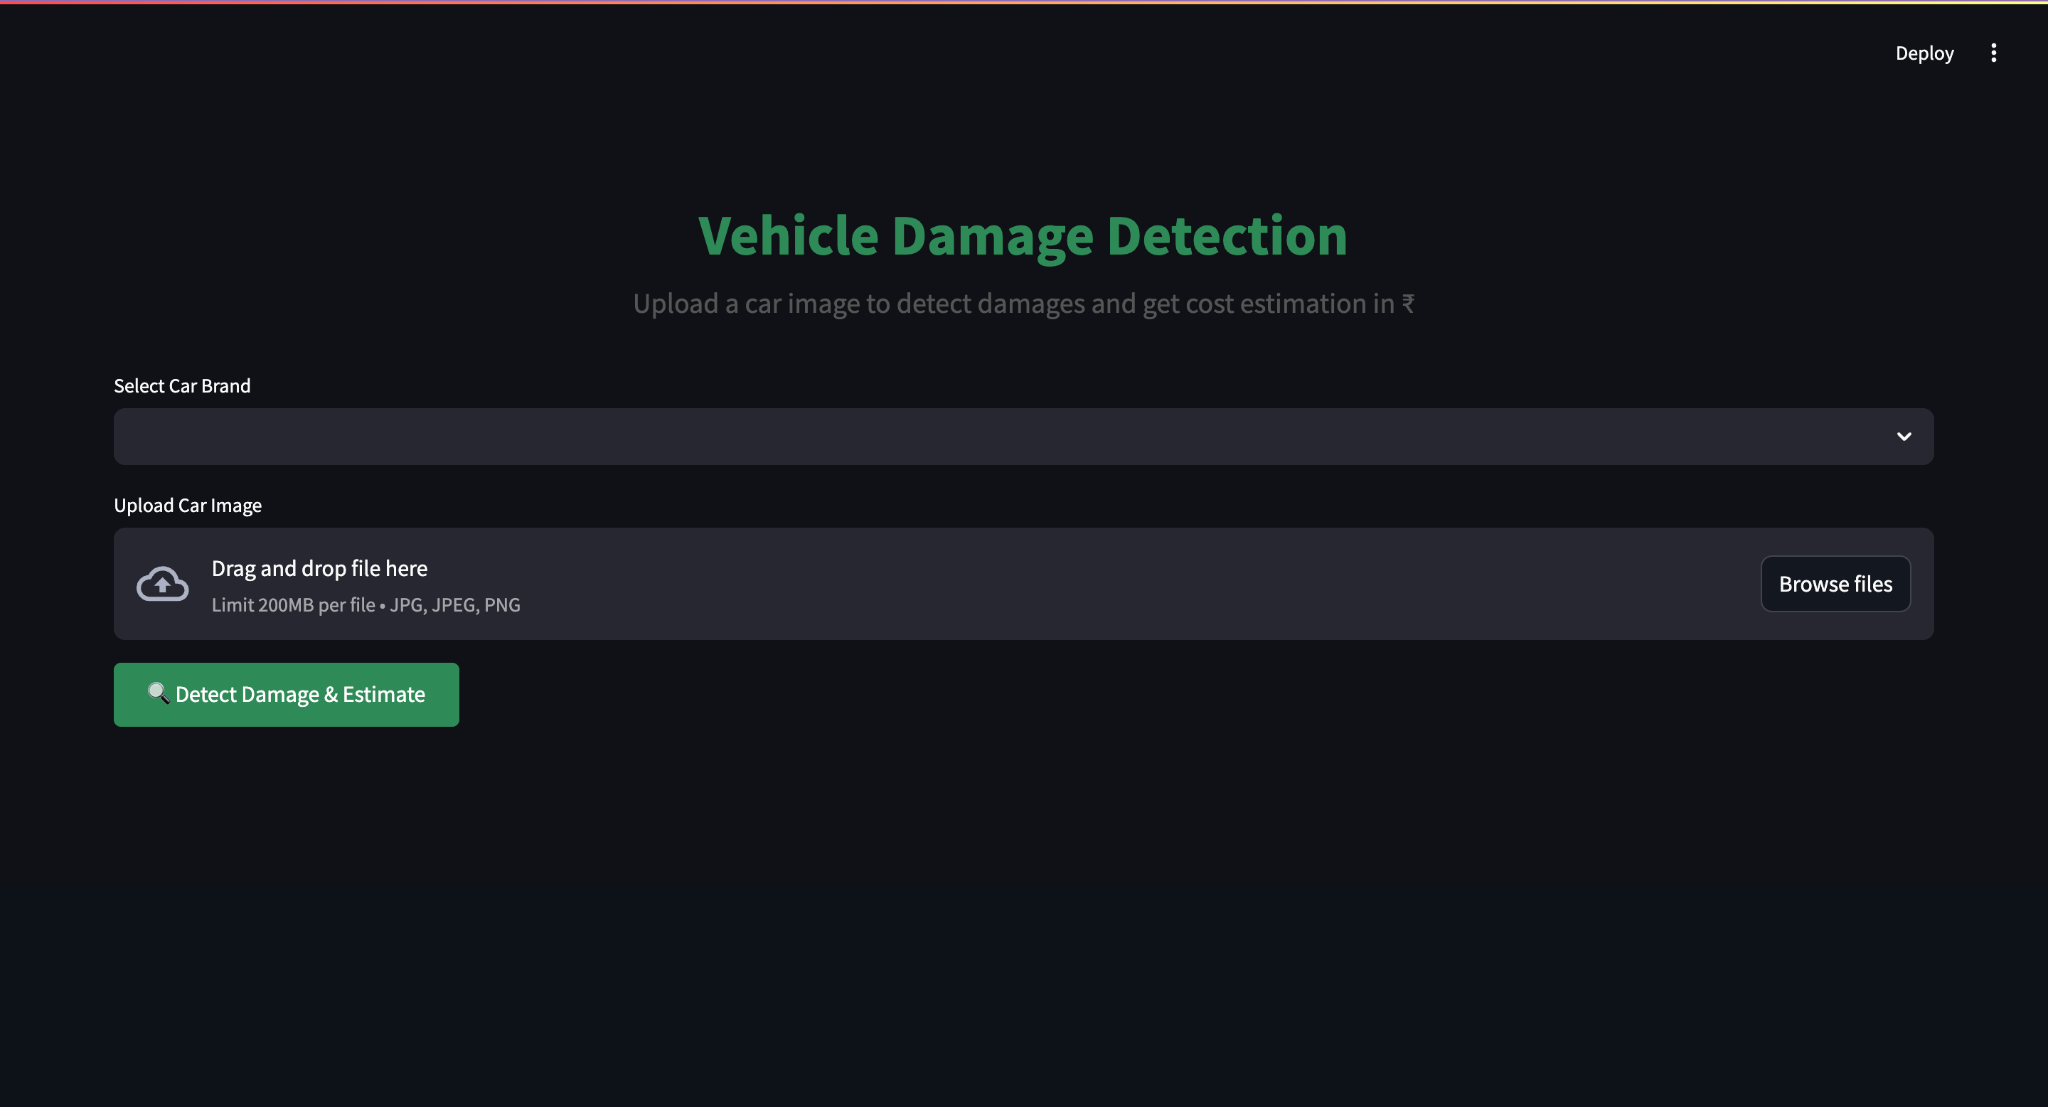 Deploy
Vehicle Damage Detection
Upload a car image to detect damages and get cost estimation in ₹
Select Car Brand
Upload Car Image
Drag and drop file here
Limit 200MB per file • JPG, JPEG, PNG
Browse files
🔍 Detect Damage & Estimate